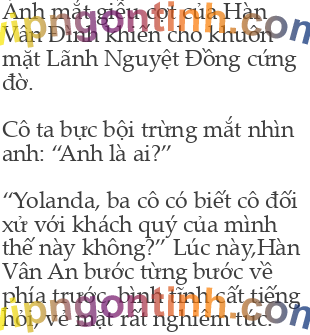 Ánh mắt giễu cợt của Hàn
Vân Đình khiến cho khuôn
mặt Lãnh Nguyệt Đồng cứng
đờ.
Cô ta bực bội trừng mắt nhìn
anh: “Anh là ai?”
“Yolanda, ba cô có biết cô đối
xử với khách quý của mình
thế này không?” Lúc này,Hàn
Vân An bước từng bước về
phía trước, bình tĩnh cất tiếng
hỏi, vẻ mặt rất nghiêm túc.
vipngontinh.com
vipngontinh.com